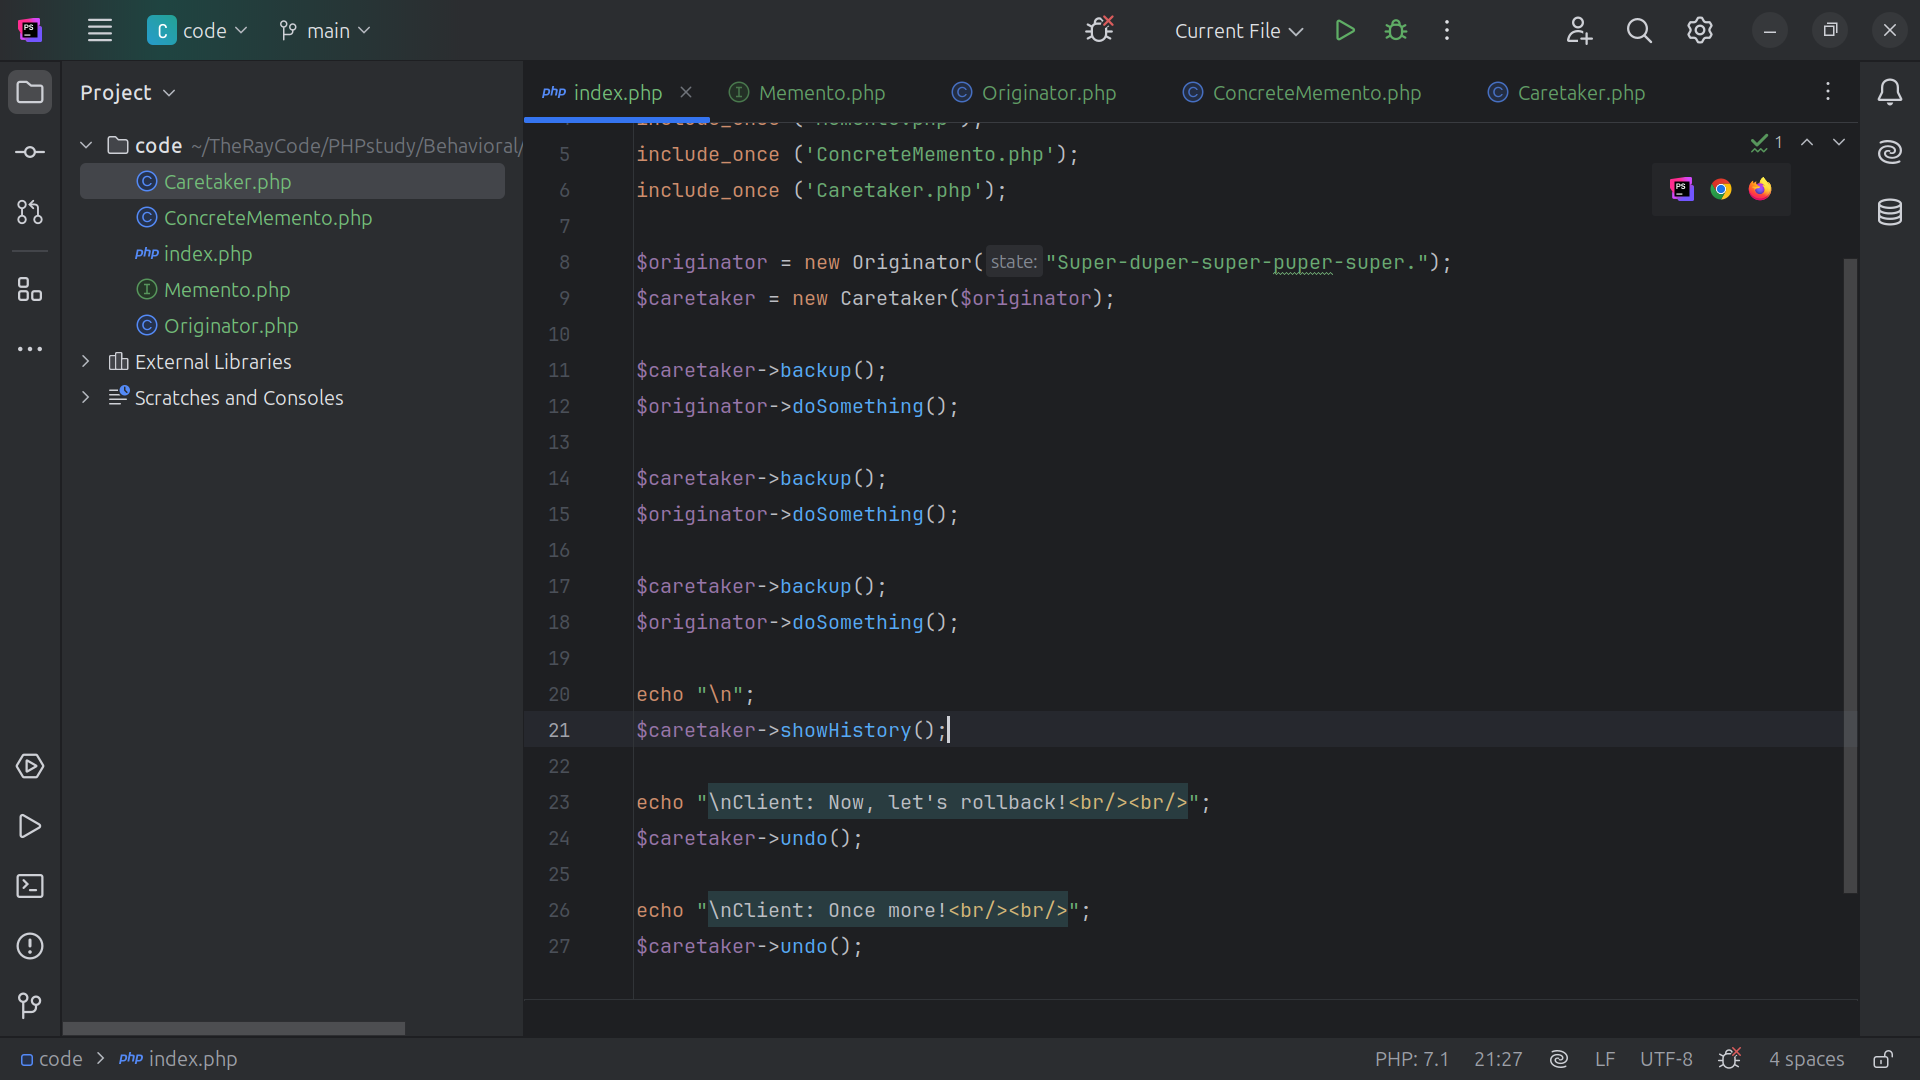 PS
C code
main
Current File
Project
php index.php
I Memento.php
C Originator.php
C ConcreteMemento.php
C Caretaker.php
code ~/TheRayCode/PHPstudy/Behavioral/
C Caretaker.php
C ConcreteMemento.php
php index.php
I Memento.php
C Originator.php
External Libraries
Scratches and Consoles
1
5 include_once ('ConcreteMemento.php');
6 include_once ('Caretaker.php');
7
8 $originator = new Originator( state: "Super-duper-super-puper-super.");
9 $caretaker = new Caretaker($originator);
10
11 $caretaker->backup();
12 $originator->doSomething();
13
14 $caretaker->backup();
15 $originator->doSomething();
16
17 $caretaker->backup();
18 $originator->doSomething();
19
20 echo "\n";
21 $caretaker->showHistory();
22
23 echo "\nClient: Now, let's rollback!<br/><br/>";
24 $caretaker->undo();
25
26 echo "\nClient: Once more!<br/><br/>";
27 $caretaker->undo();
code > php index.php
PHP: 7.1
21:27
LF
UTF-8
4 spaces